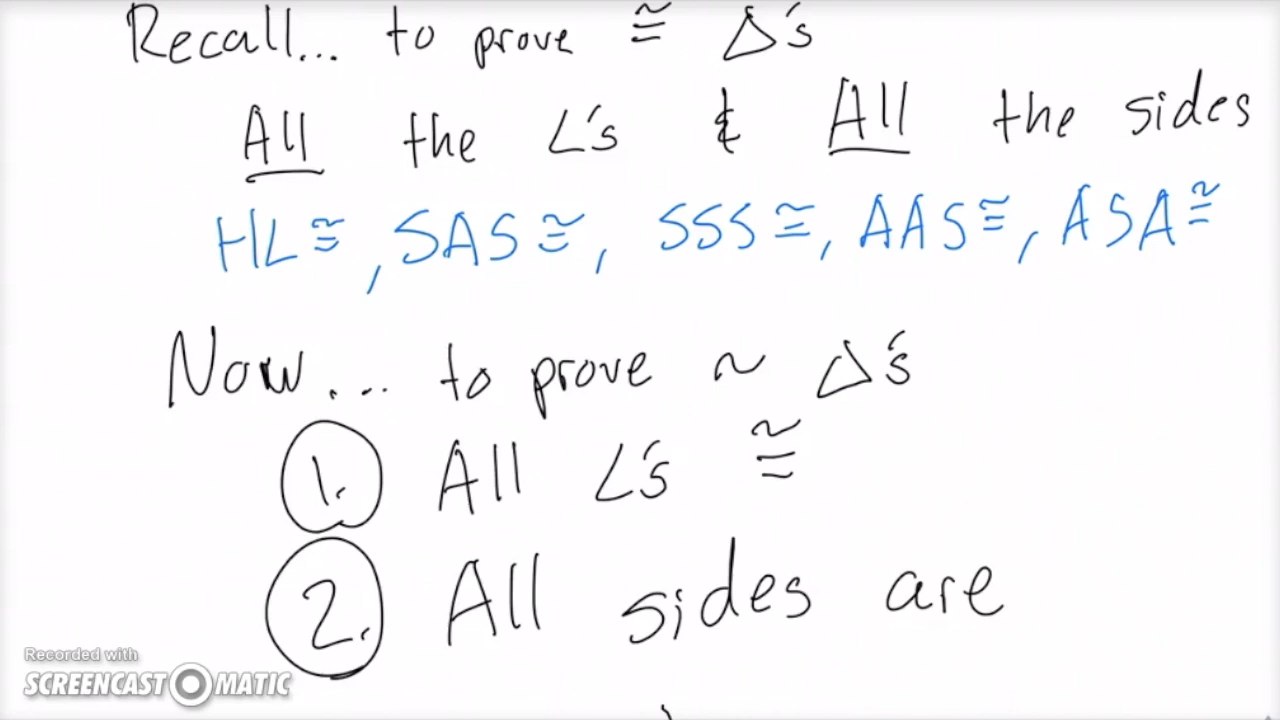 Recall... to prove ≅ △'s
All the ∠'s & All the sides
HL≅, SAS≅, SSS≅, AAS≅, ASA≅
Now... to prove ~ △'s
1. All ∠'s ≅
2. All sides are
Recorded with
SCREENCAST O MATIC